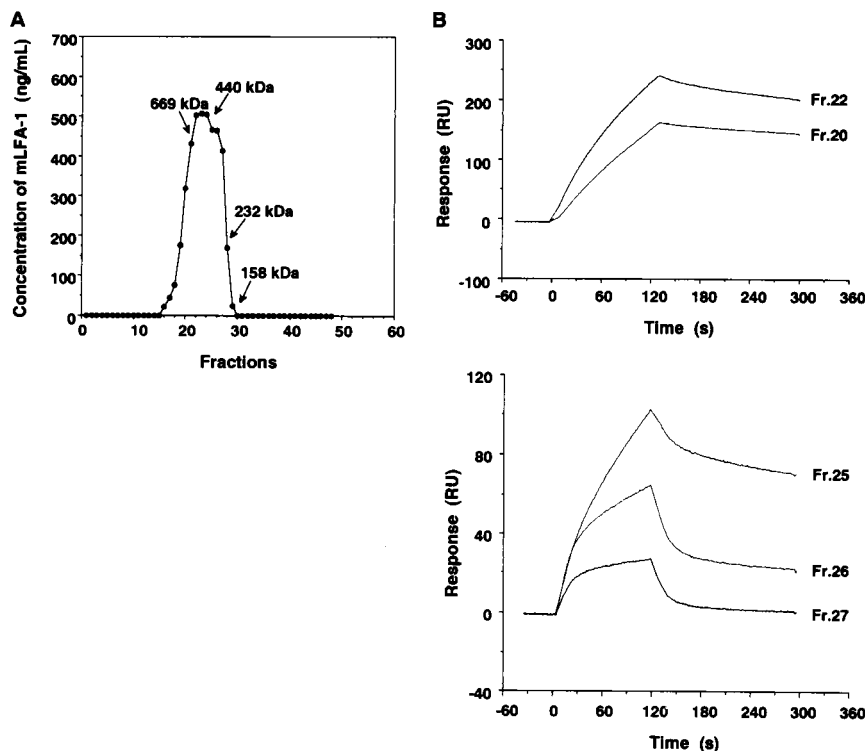 A
700
600
500
400
300
200
100
0
0
10
20
30
40
50
60
Concentration of mLFA-1 (ng/mL)
Fractions
669 kDa
440 kDa
232 kDa
158 kDa
B
300
200
100
0
-100
-60
0
60
120
180
240
300
360
Response (RU)
Time (s)
Fr.22
Fr.20
120
80
40
0
-40
-60
0
60
120
180
240
300
360
Response (RU)
Time (s)
Fr.25
Fr.26
Fr.27